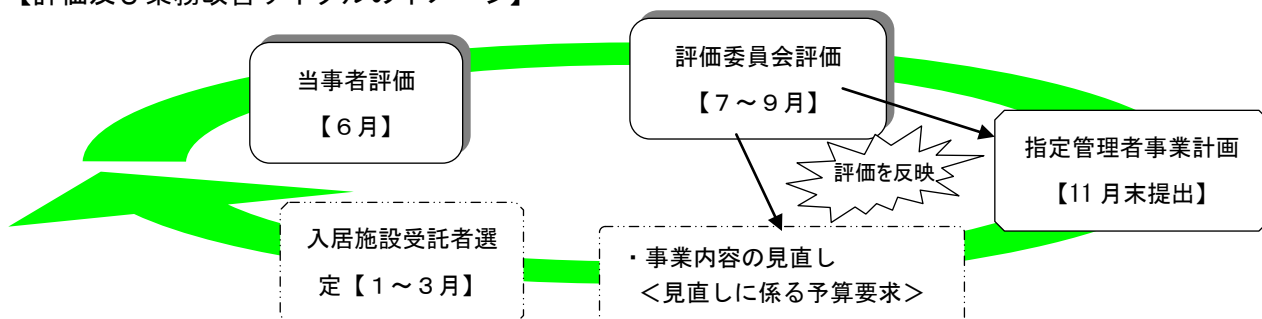 【評価及び業務改善サイクルのイメージ】
当事者評価
【６月】
評価委員会評価
【７～９月】
評価を反映
指定管理者事業計画
【11 月末提出】
入居施設受託者選
定【１～３月】
・事業内容の見直し
＜見直しに係る予算要求＞